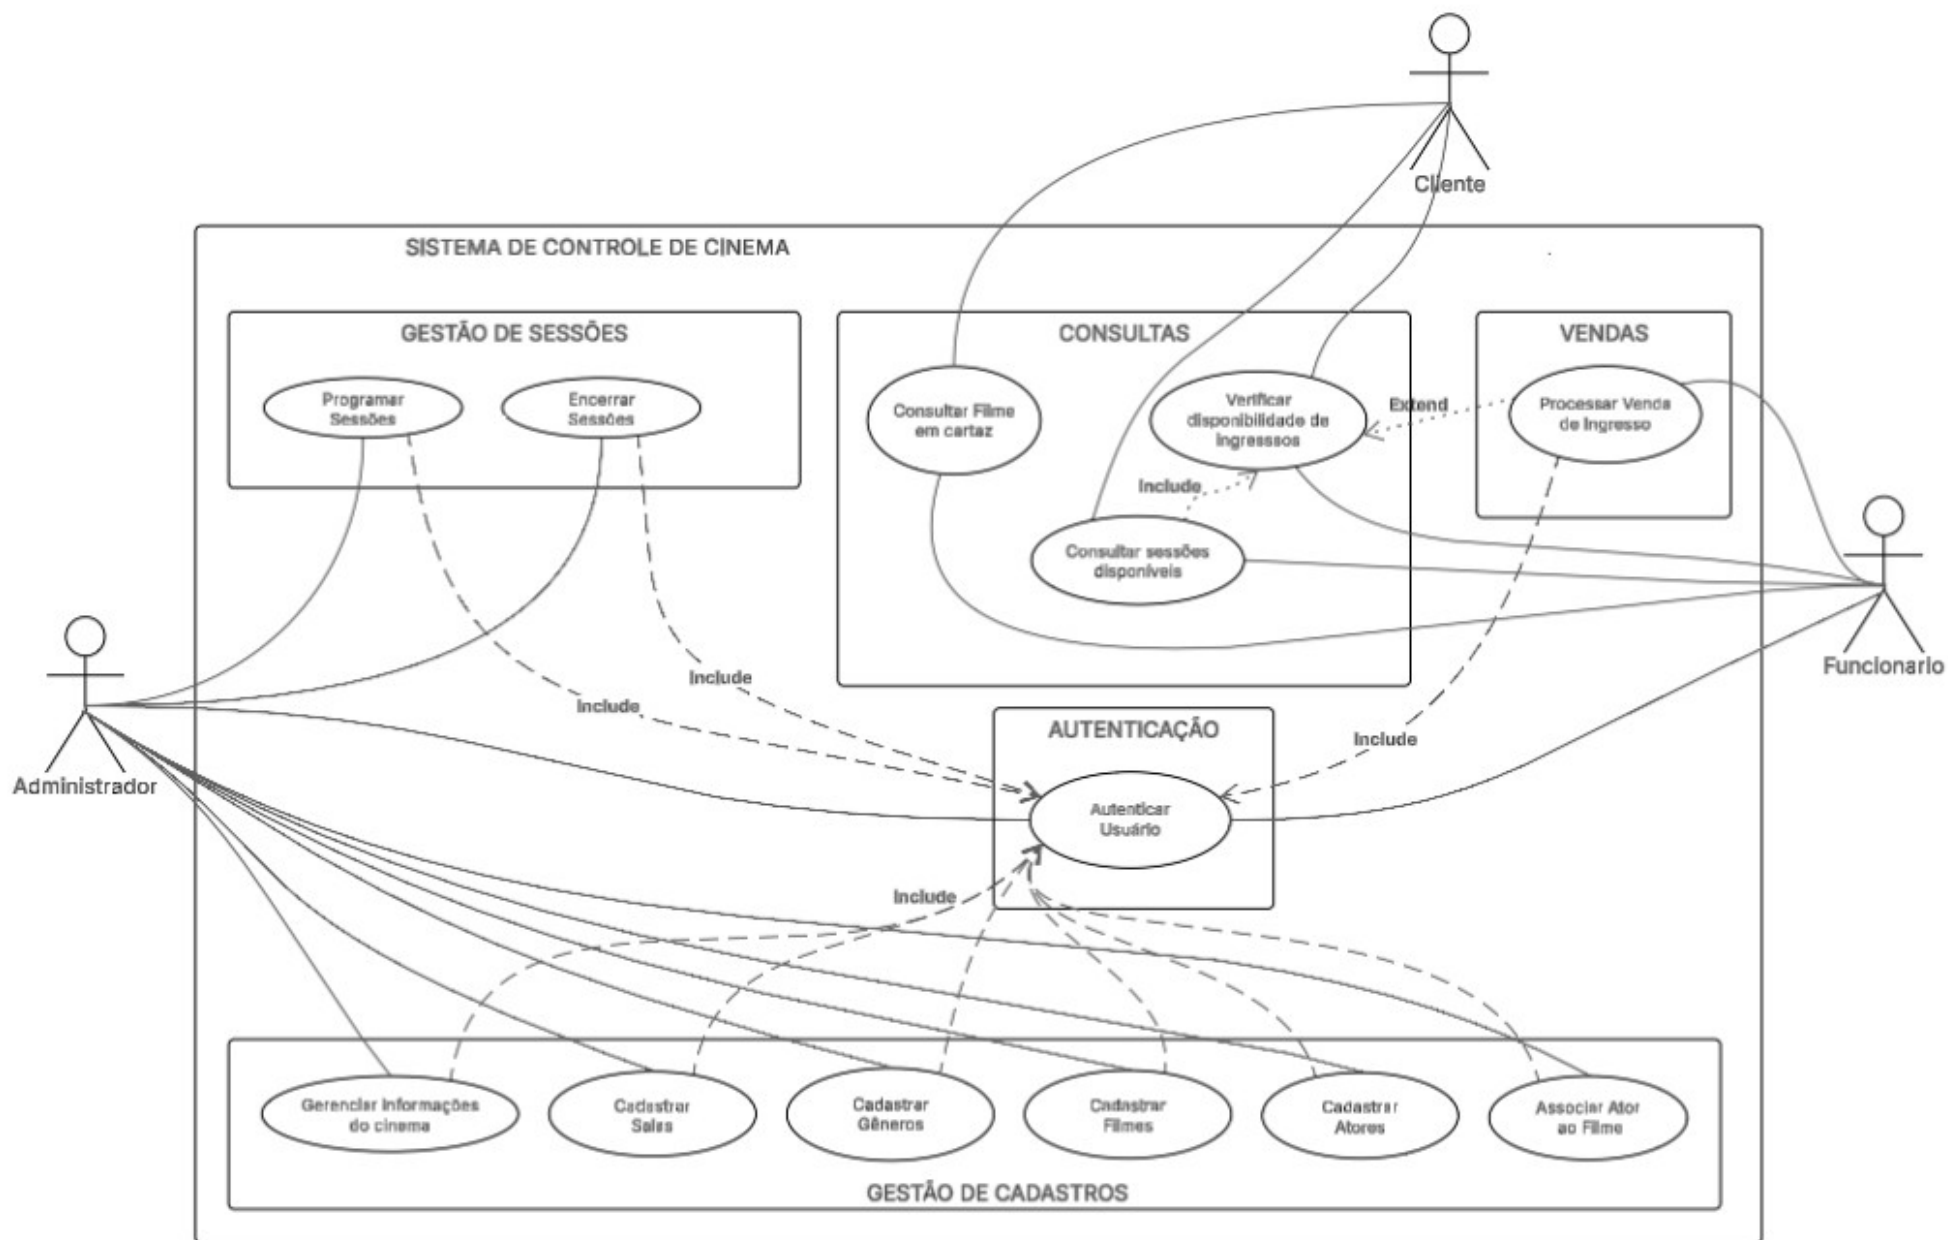 Cliente
SISTEMA DE CONTROLE DE CINEMA
GESTÃO DE SESSÕES
Programar
Sessões
Encerrar
Sessões
CONSULTAS
Consultar Filme
em cartaz
Verificar
disponibilidade de
ingresssos
Include
Consultar sessões
disponíveis
Extend
VENDAS
Processar Venda
de Ingresso
Funcionario
Administrador
Include
Include
Include
AUTENTICAÇÃO
Autenticar
Usuário
Include
Gerenciar Informações
do cinema
Cadastrar
Salas
Cadastrar
Gêneros
Cadastrar
Filmes
Cadastrar
Atores
Associar Ator
ao Filme
GESTÃO DE CADASTROS